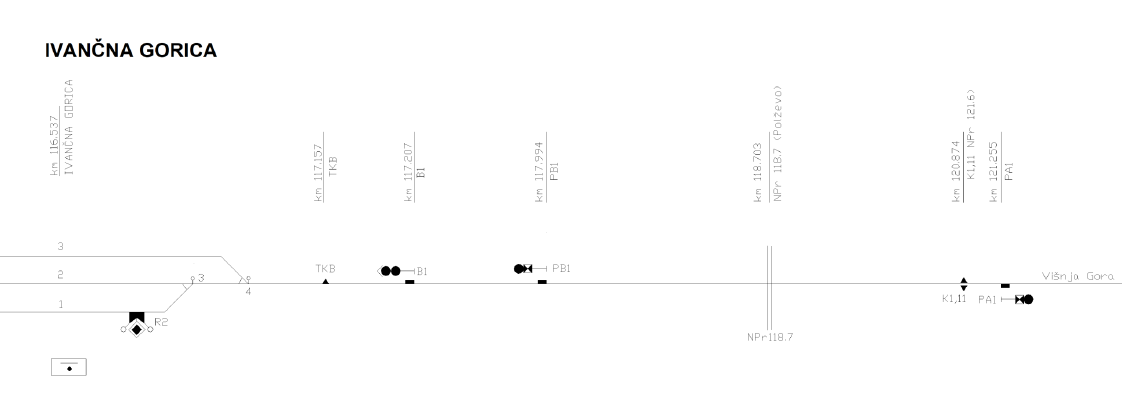 IVANČNA GORICA
km 116.537
IVANČNA GORICA
km 117.157
TKB
km 117.207
B1
km 117.994
PB1
km 118.703
NPr 118.7 (Polževo)
km 120.874
K1,11 NPr 121.6)
km 121.255
PA1
3
2
1
3
4
R2
TKB
B1
PB1
NPr118.7
K1,11
PA1
Višnja Gora